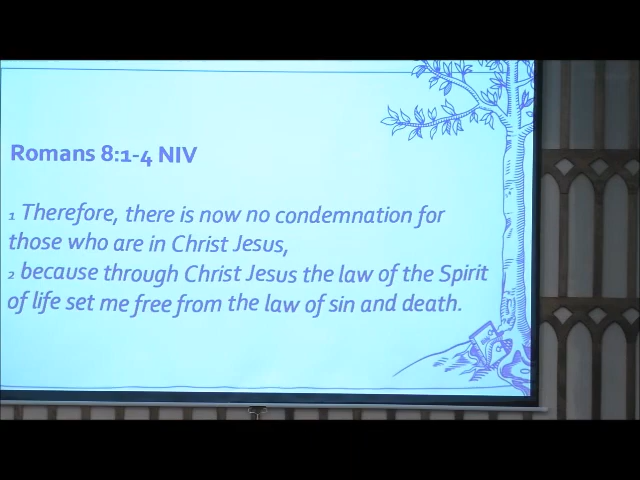 Romans 8:1-4 NIV
1 Therefore, there is now no condemnation for
those who are in Christ Jesus,
2 because through Christ Jesus the law of the Spirit
of life set me free from the law of sin and death.